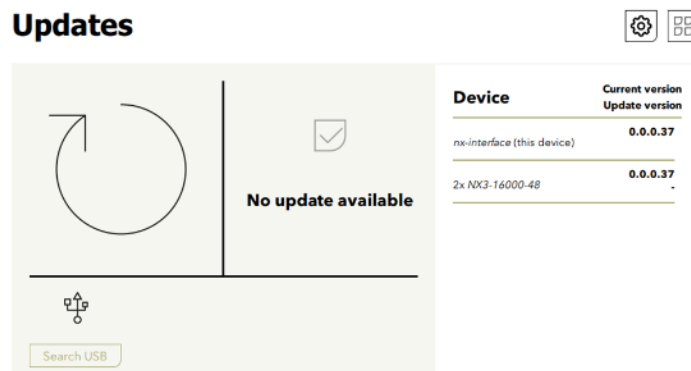 Updates
No update available
Search USB
Device
Current version
Update version
nx-interface (this device)
0.0.0.37
2x NX3-16000-48
0.0.0.37
-